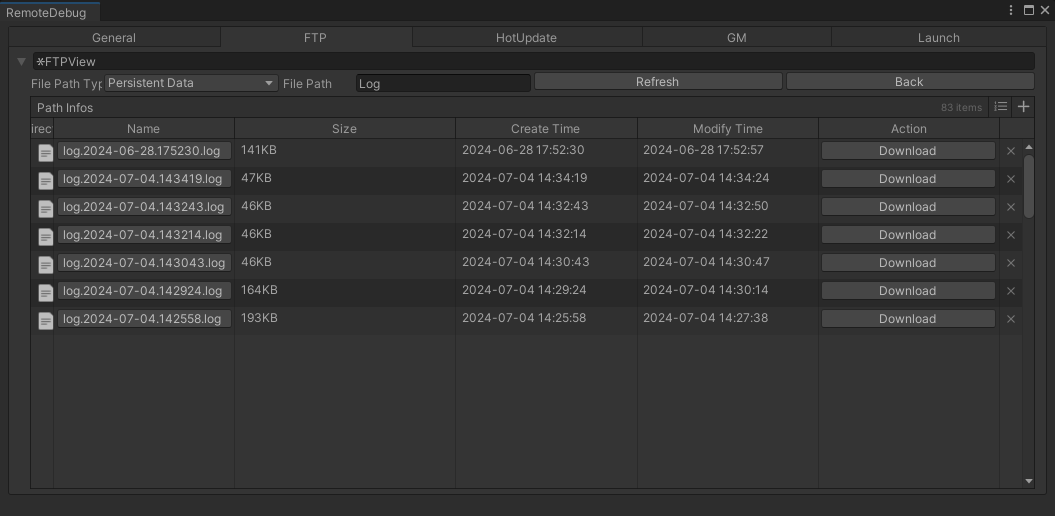 RemoteDebug
General FTP HotUpdate GM Launch
*FTPView
File Path Typ Persistent Data File Path Log Refresh Back
Path Infos 83 items
irect Name Size Create Time Modify Time Action
log.2024-06-28.175230.log 141KB 2024-06-28 17:52:30 2024-06-28 17:52:57 Download
log.2024-07-04.143419.log 47KB 2024-07-04 14:34:19 2024-07-04 14:34:24 Download
log.2024-07-04.143243.log 46KB 2024-07-04 14:32:43 2024-07-04 14:32:50 Download
log.2024-07-04.143214.log 46KB 2024-07-04 14:32:14 2024-07-04 14:32:22 Download
log.2024-07-04.143043.log 46KB 2024-07-04 14:30:43 2024-07-04 14:30:47 Download
log.2024-07-04.142924.log 164KB 2024-07-04 14:29:24 2024-07-04 14:30:14 Download
log.2024-07-04.142558.log 193KB 2024-07-04 14:25:58 2024-07-04 14:27:38 Download